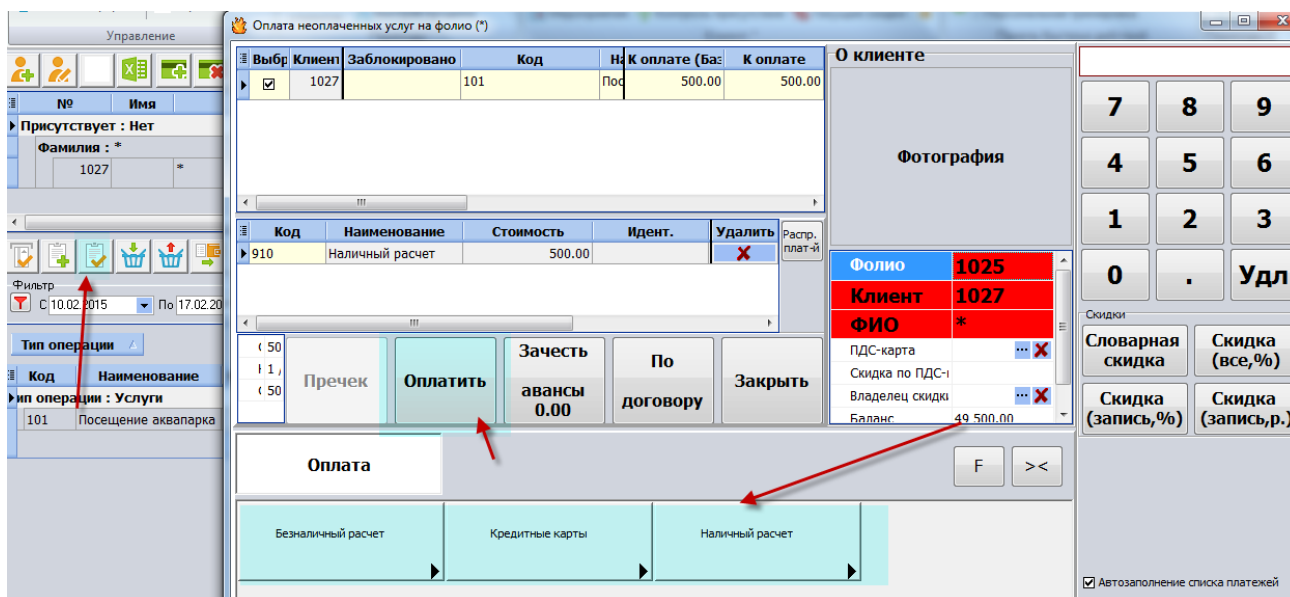 Управление
Оплата неоплаченных услуг на фолио (*)
№ Имя
Присутствует : Нет
Фамилия : *
1027 *
Фильтр
С 10.02.2015 По 17.02.20
Тип операции
Код Наименование
ип операции : Услуги
101 Посещение аквапарка
Выбр Клиент Заблокировано Код На К оплате (Баз К оплате
1027 101 Пос 500.00 500.00
Код Наименование Стоимость Идент. Удалить
910 Наличный расчет 500.00
Распр.
плат-й
50
1
50
Пречек
Оплатить
Зачесть
авансы
0.00
По
договору
Закрыть
О клиенте
Фотография
Фолио 1025
Клиент 1027
ФИО *
ПДС-карта ...
Скидка по ПДС-
Владелец скидки ...
Баланс 49 500.00
Оплата
F ><
Безналичный расчет
Кредитные карты
Наличный расчет
7 8 9
4 5 6
1 2 3
0 . Удл
Скидки
Словарная
скидка
Скидка
(все,%)
Скидка
(запись,%)
Скидка
(запись,р.)
Автозаполнение списка платежей